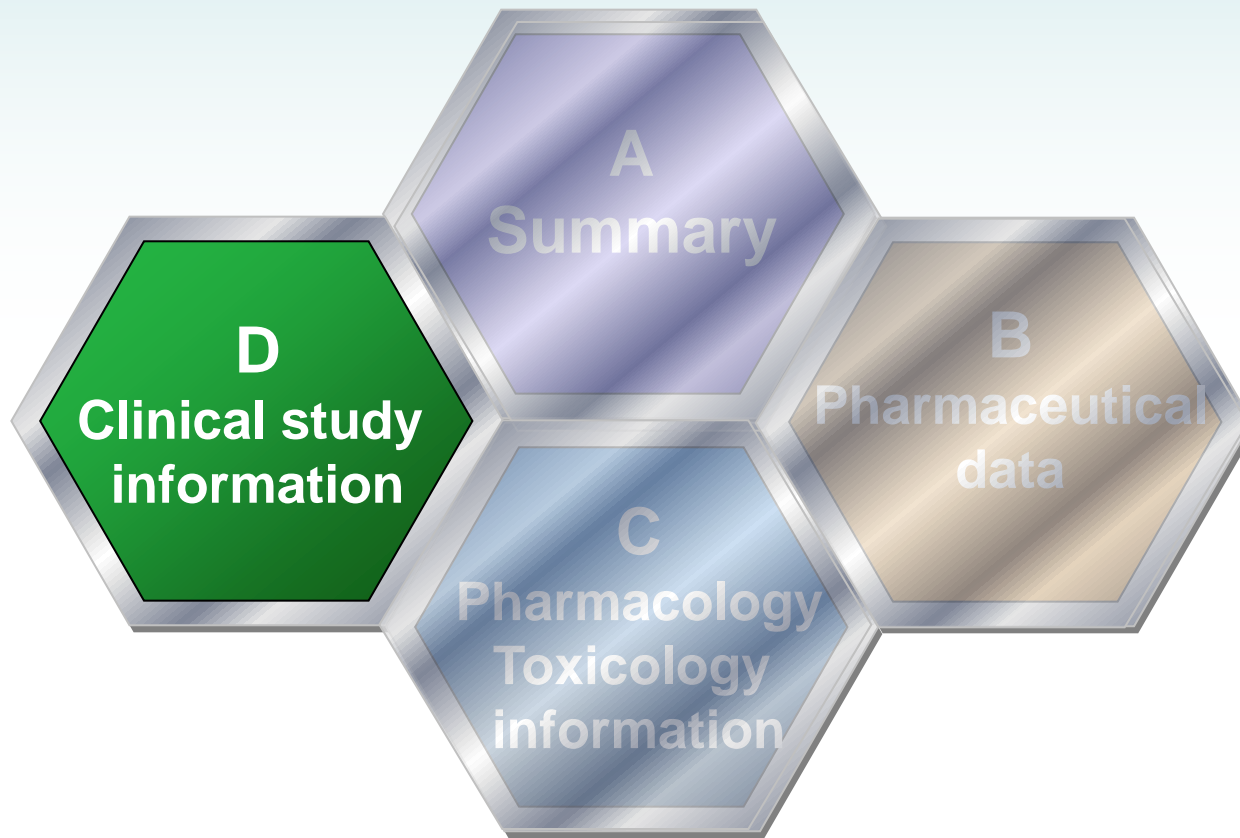 A
Summary
B
Pharmaceutical
data
C
Pharmacology
Toxicology
information
D
Clinical study
information